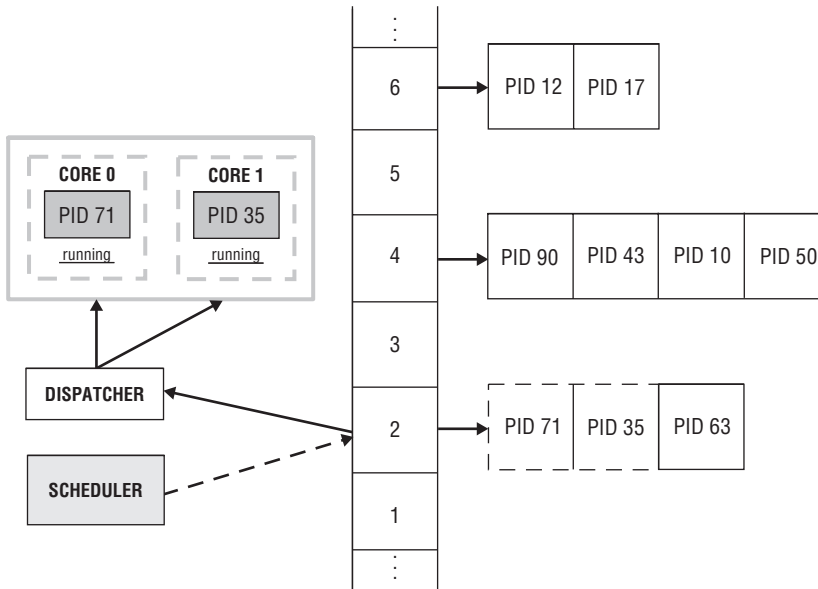 ⋮
6
PID 12 PID 17
5
CORE 0 CORE 1
PID 71 PID 35
running running
4
PID 90 PID 43 PID 10 PID 50
3
DISPATCHER
2
PID 71 PID 35 PID 63
SCHEDULER
1
⋮